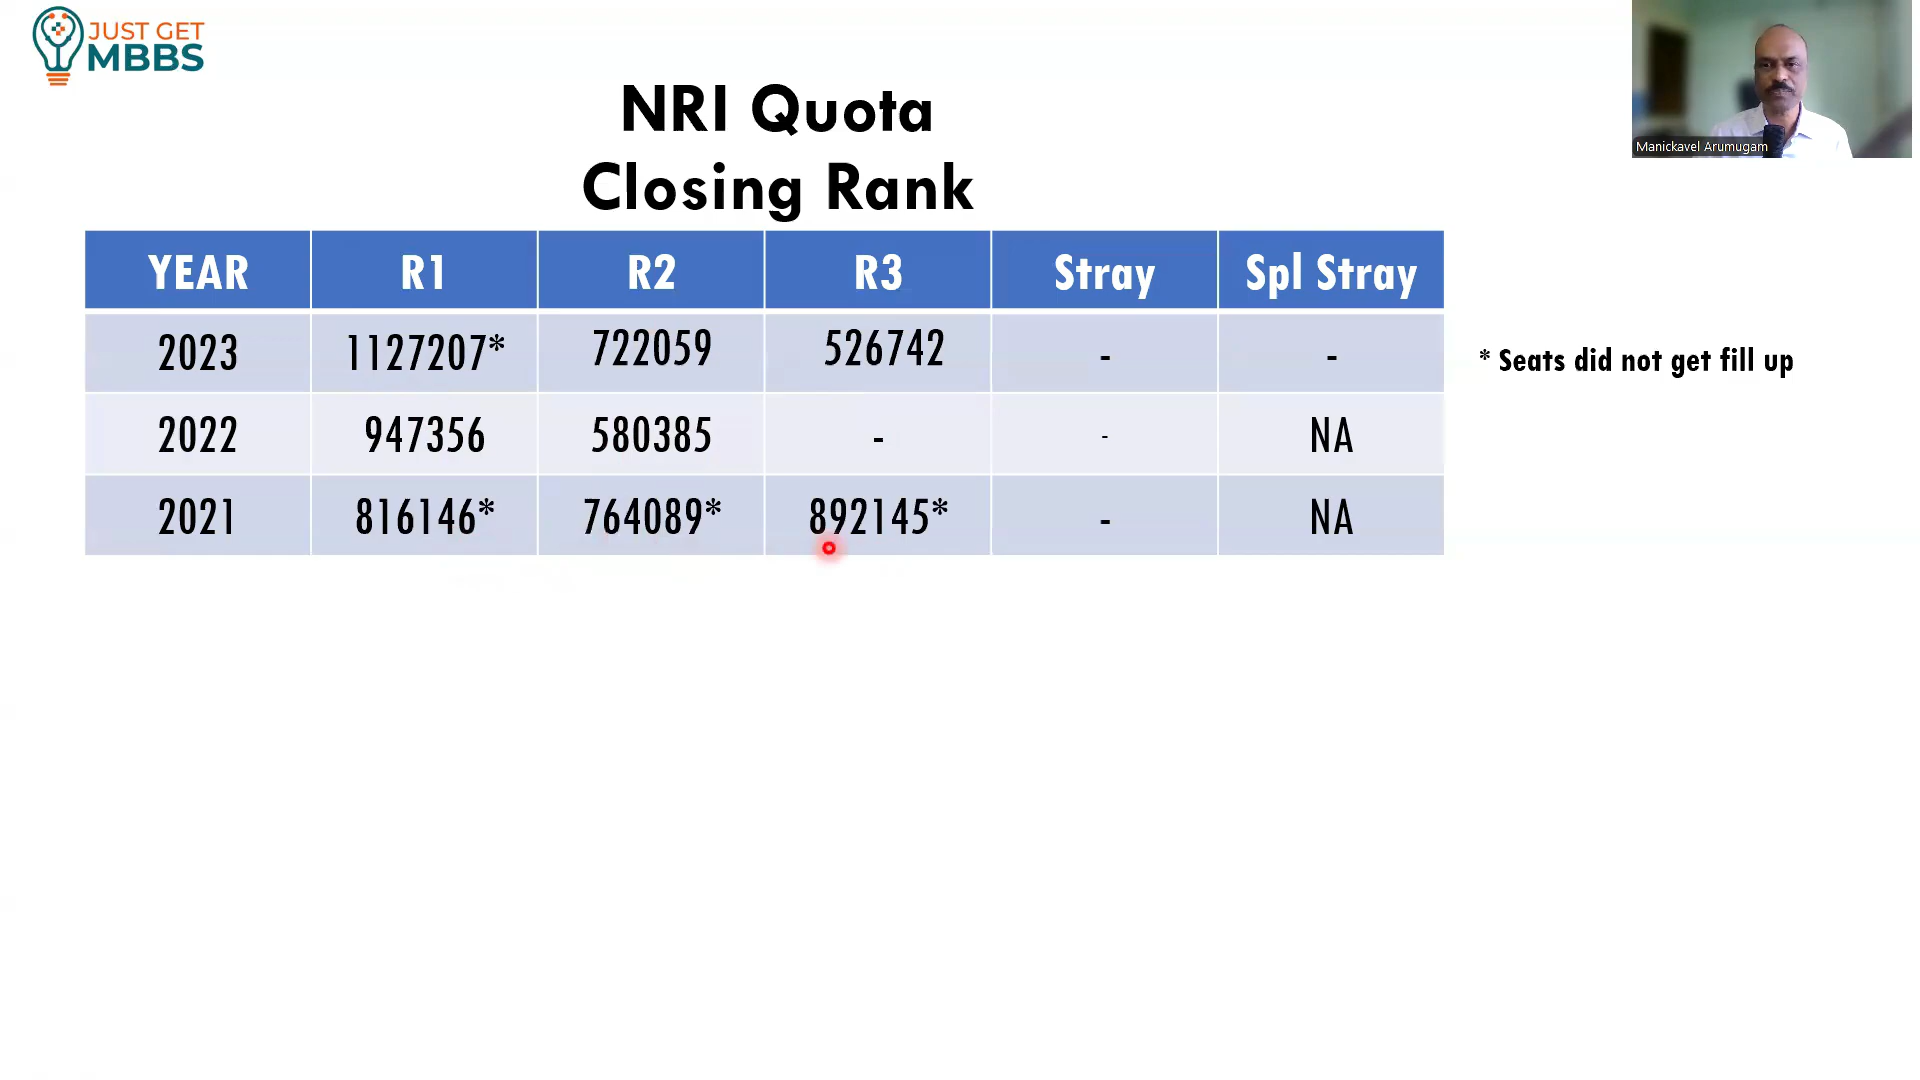 JUST GET
MBBS
NRI Quota
Closing Rank
Manickavel Arumugam
YEAR R1 R2 R3 Stray Spl Stray
2023 1127207* 722059 526742 - -
* Seats did not get fill up
2022 947356 580385 - - NA
2021 816146* 764089* 892145* - NA